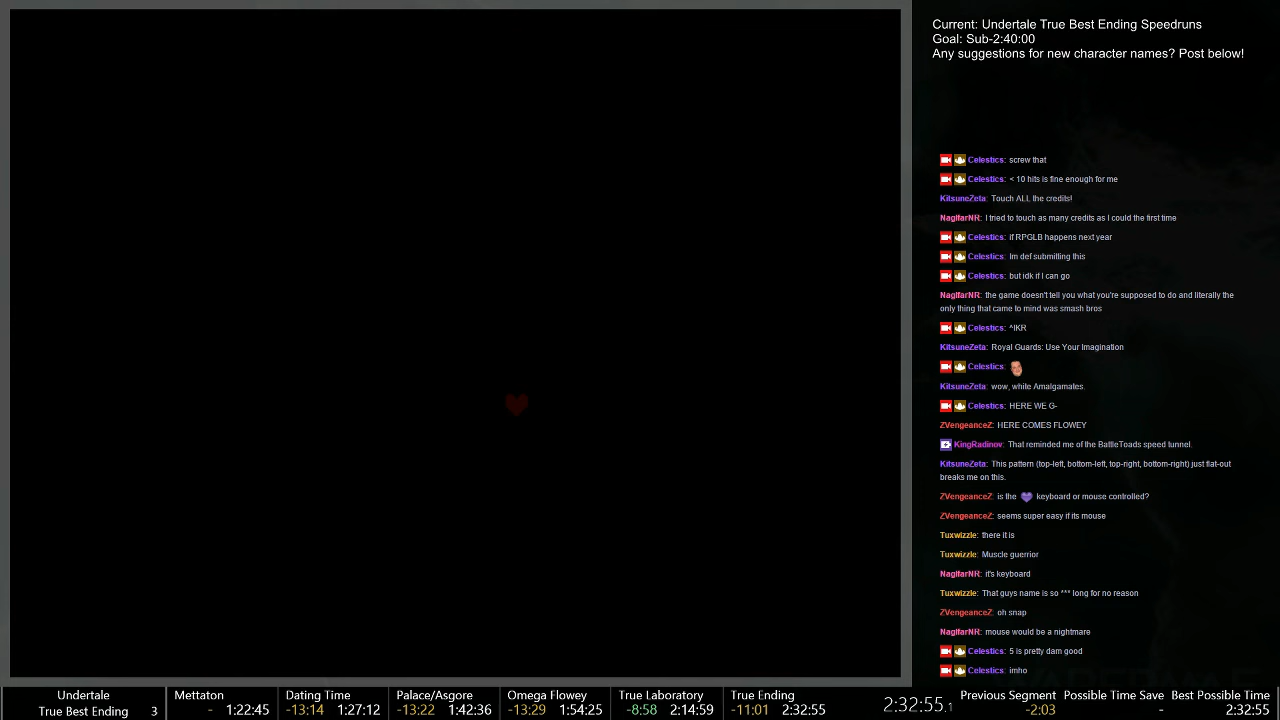 Current: Undertale True Best Ending Speedruns
Goal: Sub-2:40:00
Any suggestions for new character names? Post below!
Celestics: screw that
Celestics: < 10 hits is fine enough for me
KitsuneZeta: Touch ALL the credits!
NaglfarNR: I tried to touch as many credits as I could the first time
Celestics: if RPGLB happens next year
Celestics: Im def submitting this
Celestics: but idk if I can go
NaglfarNR: the game doesn't tell you what you're supposed to do and literally the
only thing that came to mind was smash bros
Celestics: ^IKR
KitsuneZeta: Royal Guards: Use Your Imagination
Celestics:
KitsuneZeta: wow, while Amalgamates.
Celestics: HERE WE G-
ZVengeanceZ: HERE COMES FLOWEY
KingRadinov: That reminded me of the BattleToads speed tunnel.
KitsuneZeta: This pattern (top-left, bottom-left, top-right, bottom-right) just flat-out
breaks me on this.
ZVengeanceZ: is the keyboard or mouse controlled?
ZVengeanceZ: seems super easy if its mouse
Tuxwizzle: there it is
Tuxwizzle: Muscle guerrior
NaglfarNR: it's keyboard
Tuxwizzle: That guys name is so *** long for no reason
ZVengeanceZ: oh snap
NaglfarNR: mouse would be a nightmare
Celestics: 5 is pretty dam good
Celestics: imho
Undertale Mettaton Dating Time Palace/Asgore Omega Flowey True Laboratory True Ending 2:32:55.1 Previous Segment Possible Time Save Best Possible Time
True Best Ending 3 - 1:22:45 -13:14 1:27:12 -13:22 1:42:36 -13:29 1:54:25 -8:58 2:14:59 -11:01 2:32:55 -2:03 - 2:32:55